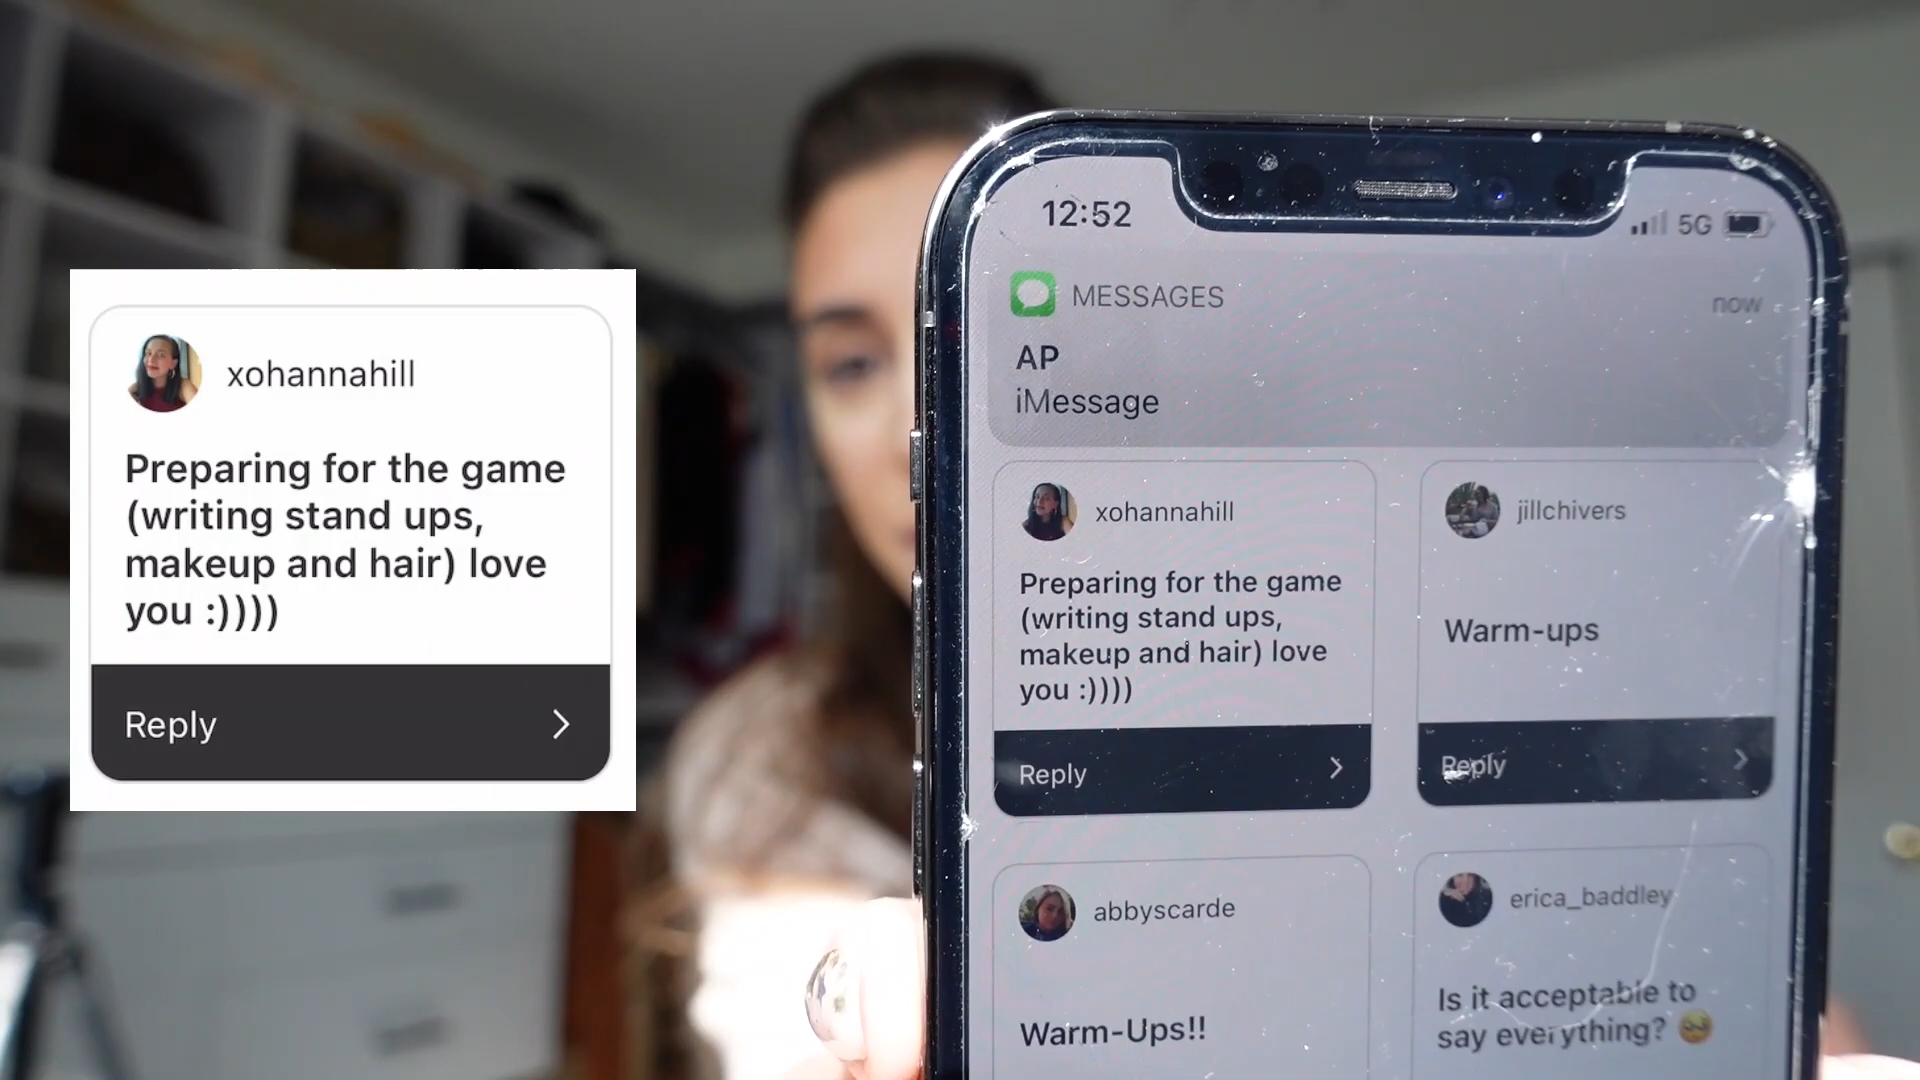 xohannahill
Preparing for the game
(writing stand ups,
makeup and hair) love
you :))))
Reply
12:52
5G
MESSAGES
now
AP
iMessage
xohannahill
Preparing for the game
(writing stand ups,
makeup and hair) love
you :))))
Reply
jillchivers
Warm-ups
Reply
abbyscarde
Warm-Ups!!
erica_baddley
Is it acceptable to
say everything? 🥺